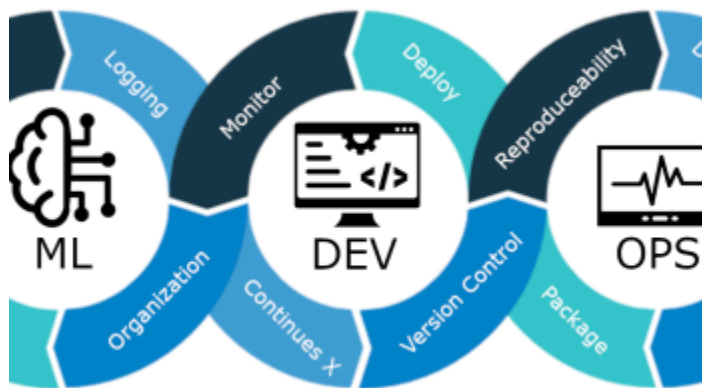 Logging
Monitor
Deploy
Reproduceability
</>
ML
DEV
OPS
Organization
Continues X
Version Control
Package